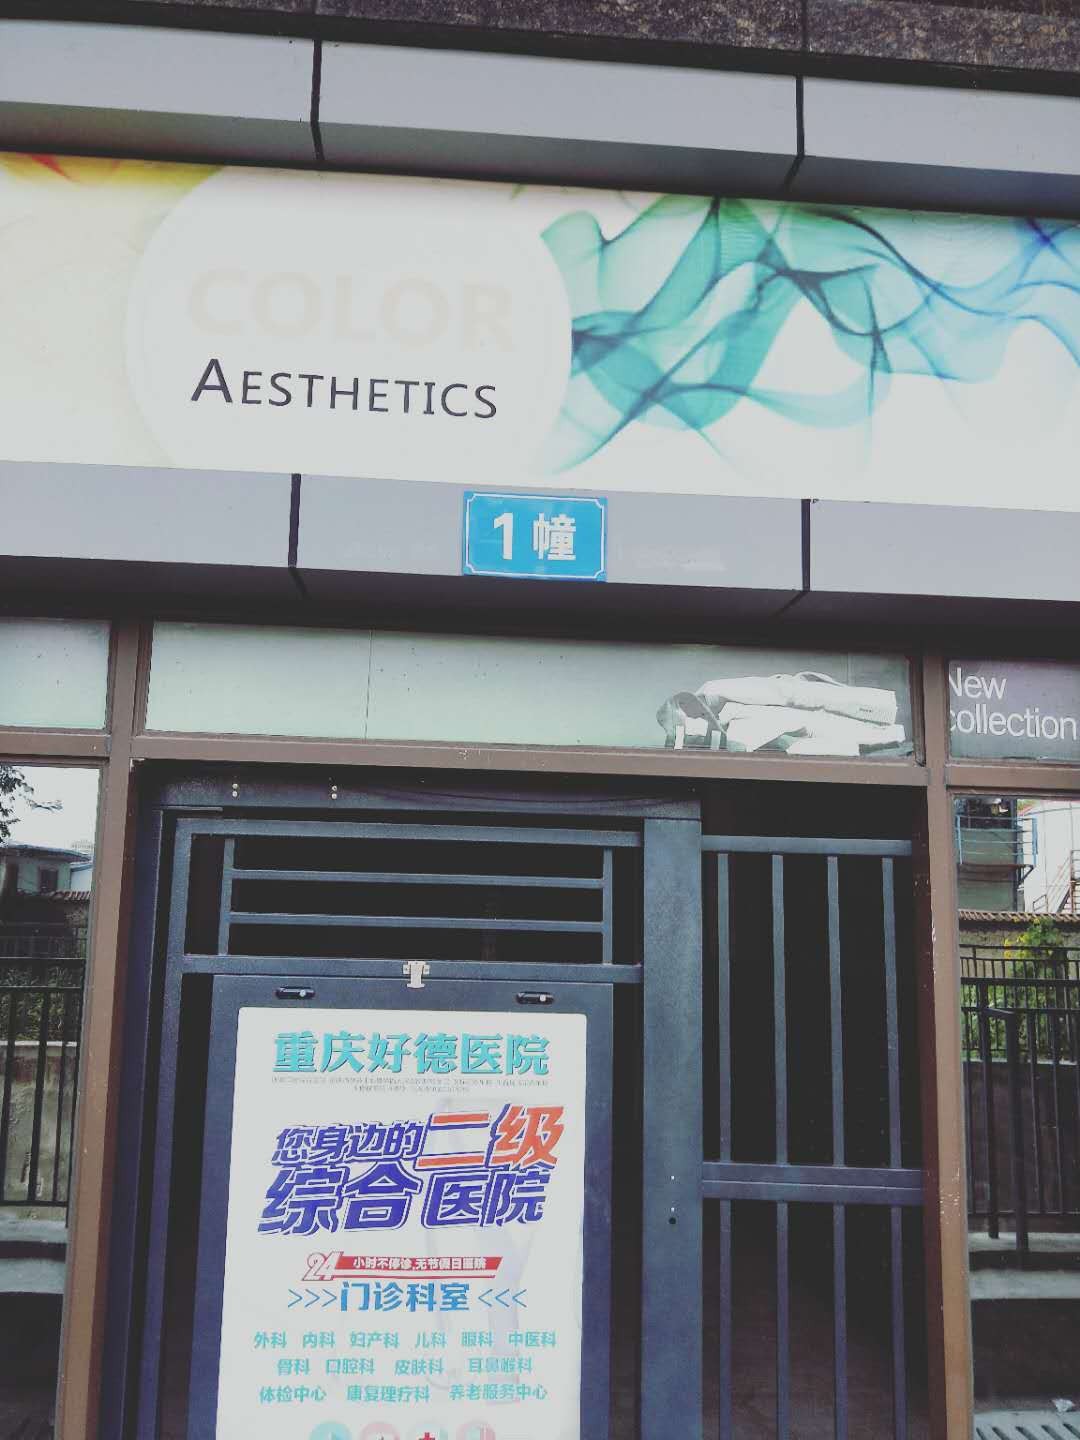 COLOR
AESTHETICS
1幢
New
collection
重庆好德医院
您身边的二级
综合医院
24小时不停诊,无节假日医院
>>>门诊科室<<<
外科 内科 妇产科 儿科 眼科 中医科
骨科 口腔科 皮肤科 耳鼻喉科
体检中心 康复理疗科 养老服务中心